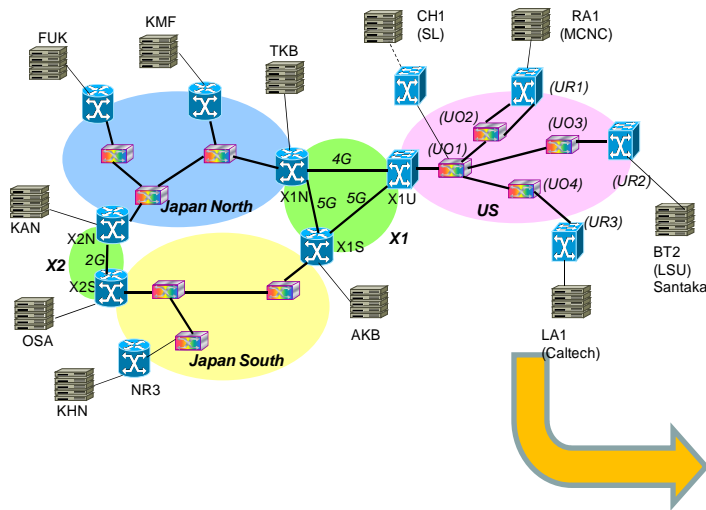 CH1
(SL)
RA1
(MCNC)
KMF
FUK
TKB
(UR1)
(UO2)
(UO3)
(UO1)
4G
(UR2)
(UO4)
5G
5G
X1N
X1U
Japan North
US
(UR3)
KAN
X2N
X1S
X1
X2
2G
X2S
BT2
(LSU)
Santaka
OSA
AKB
LA1
(Caltech)
Japan South
NR3
KHN